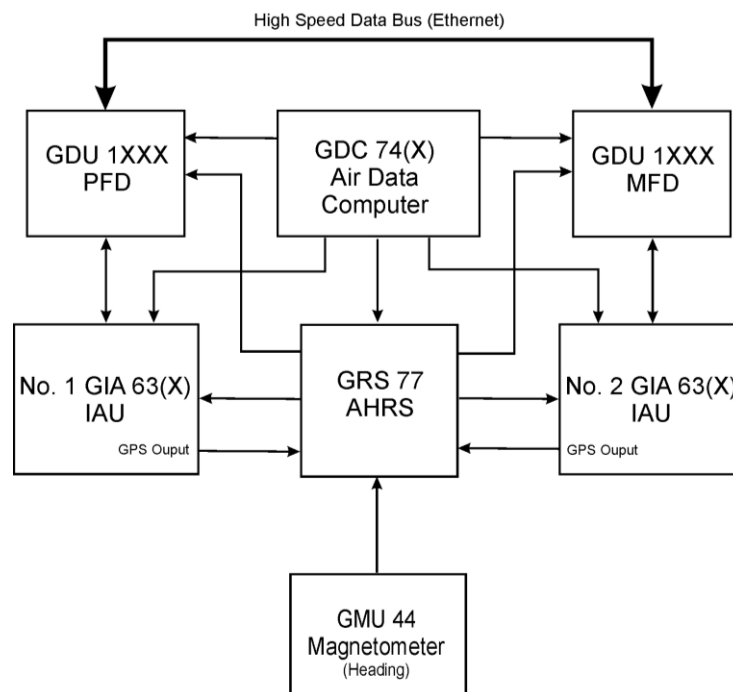 High Speed Data Bus (Ethernet)
GDU 1XXX
PFD
GDC 74(X)
Air Data
Computer
GDU 1XXX
MFD
No. 1 GIA 63(X)
IAU
GPS Ouput
GRS 77
AHRS
No. 2 GIA 63(X)
IAU
GPS Ouput
GMU 44
Magnetometer
(Heading)